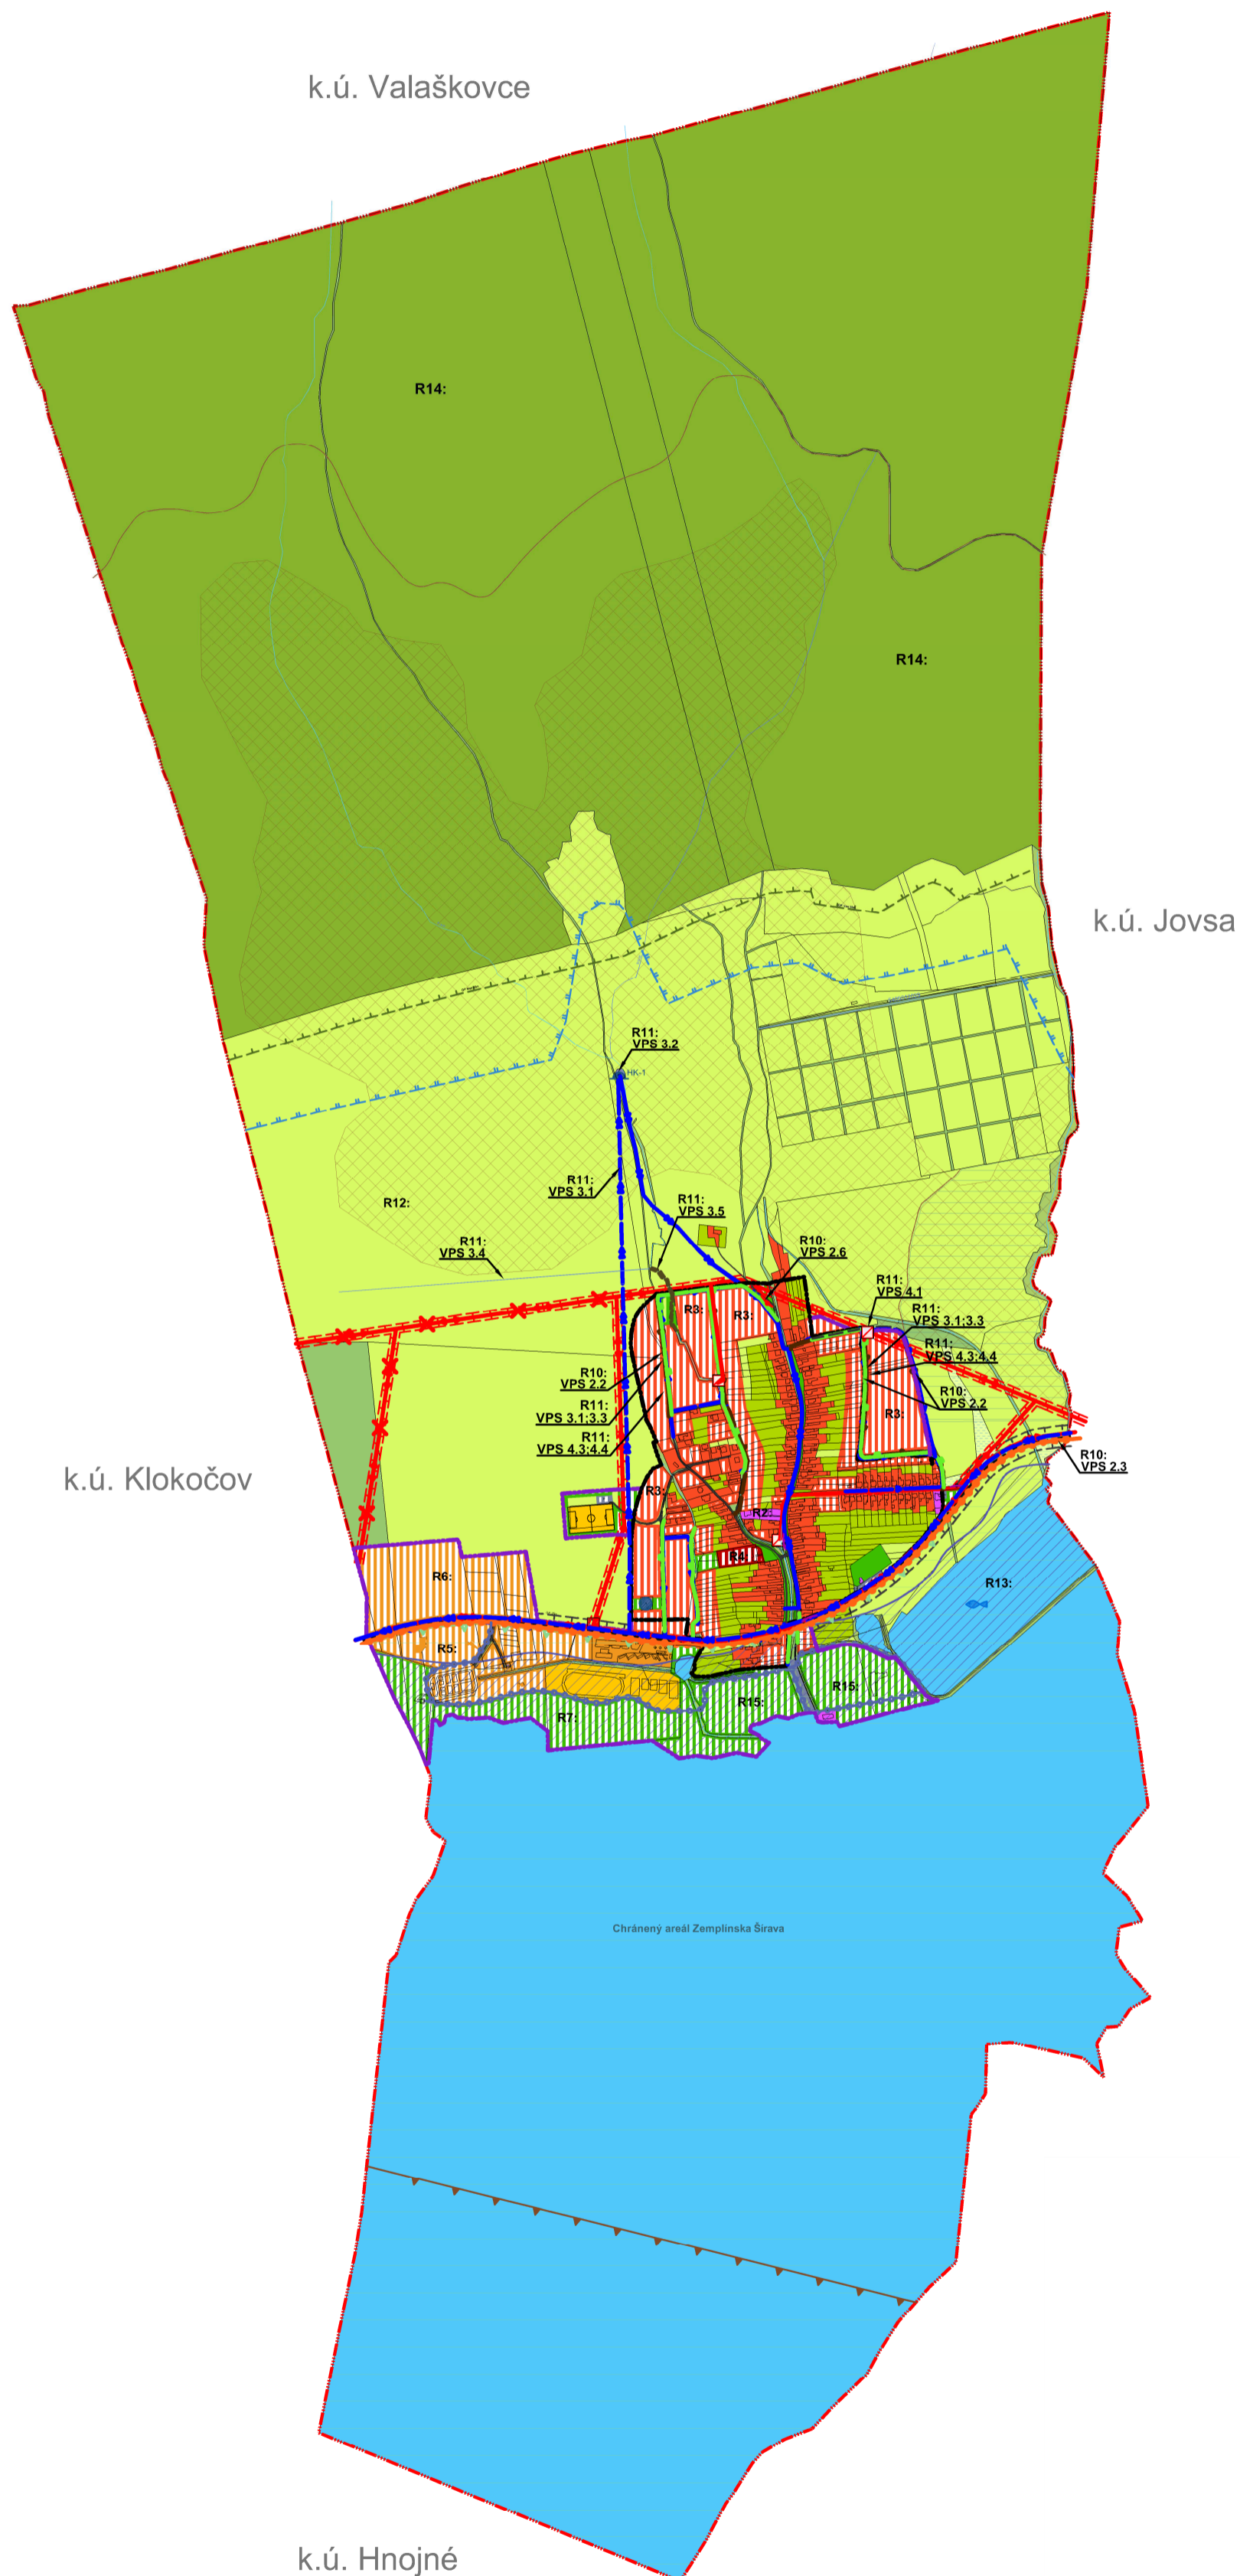 k.ú. Valaškovce
R14:
R14:
k.ú. Jovsa
R11:
VPS 3.2
HK-1
R11:
VPS 3.1
R12:
R11:
VPS 3.5
R11:
VPS 3.4
R10:
VPS 2.6
R11:
VPS 4.1
R11:
VPS 3.1;3.3
R11:
VPS 4.3;4.4
R10:
VPS 2.2
R3:
R3:
R3:
R10:
VPS 2.2
R11:
VPS 3.1;3.3
R11:
VPS 4.3;4.4
R10:
VPS 2.3
k.ú. Klokočov
R3:
R2:
R4:
R6:
R13:
R5:
R15:
R15:
R7:
Chránený areál Zemplínska Šírava
k.ú. Hnojné